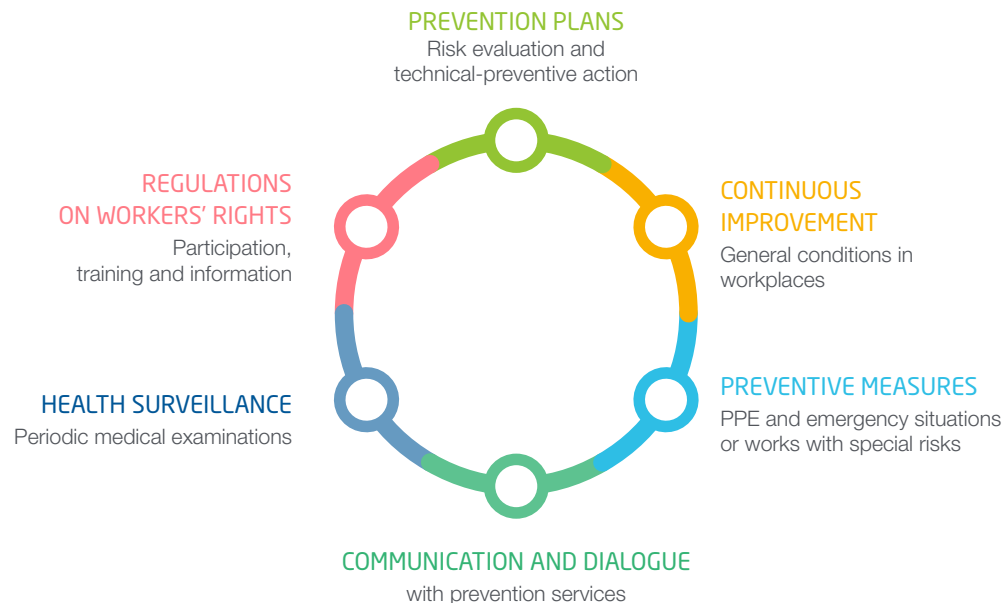 PREVENTION PLANS
Risk evaluation and
technical-preventive action
REGULATIONS
ON WORKERS' RIGHTS
Participation,
training and information
CONTINUOUS
IMPROVEMENT
General conditions in
workplaces
HEALTH SURVEILLANCE
Periodic medical examinations
PREVENTIVE MEASURES
PPE and emergency situations
or works with special risks
COMMUNICATION AND DIALOGUE
with prevention services